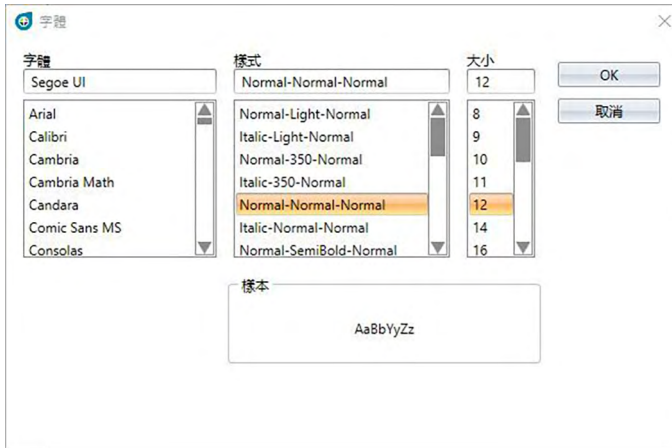 字體
字體
樣式
大小
Segoe UI
Normal-Normal-Normal
12
OK
取消
Arial
Calibri
Cambria
Cambria Math
Candara
Comic Sans MS
Consolas
Normal-Light-Normal
Italic-Light-Normal
Normal-350-Normal
Italic-350-Normal
Normal-Normal-Normal
Italic-Normal-Normal
Normal-SemiBold-Normal
8
9
10
11
12
14
16
樣本
AaBbYyZz